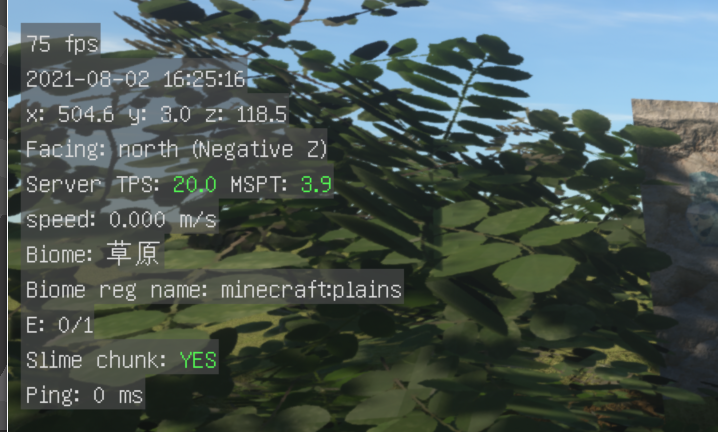 75 fps
2021-08-02 16:25:16
x: 504.6 y: 3.0 z: 118.5
Facing: north (Negative Z)
Server TPS: 20.0 MSPT: 3.9
speed: 0.000 m/s
Biome: 草原
Biome reg name: minecraft:plains
E: 0/1
Slime chunk: YES
Ping: 0 ms